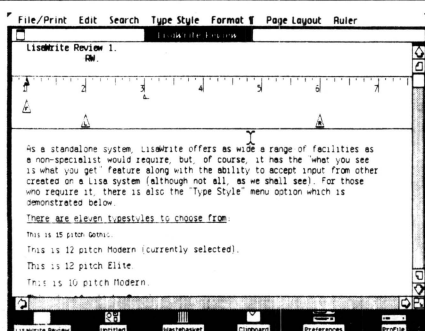 File/Print Edit Search Type Style Format ¶ Page Layout Ruler
LisaWrite Review
LisaWrite Review 1.
RW.
1 2 3 4 5 6 7
As a standalone system, LisaWrite offers as wide a range of facilities as
a non-specialist would require, but, of course, it has the "what you see
is what you get" feature along with the ability to accept input from other
created on a Lisa system (although not all, as we shall see). For those
who require it, there is also the "Type Style" menu option which is
demonstrated below.
There are eleven typestyles to choose from:
This is 15 pitch Gothic.
This is 12 pitch Modern (currently selected).
This is 12 pitch Elite.
This is 10 pitch Modern.
LisaWrite Review Untitled Wastebasket Clipboard Preferences ProFile